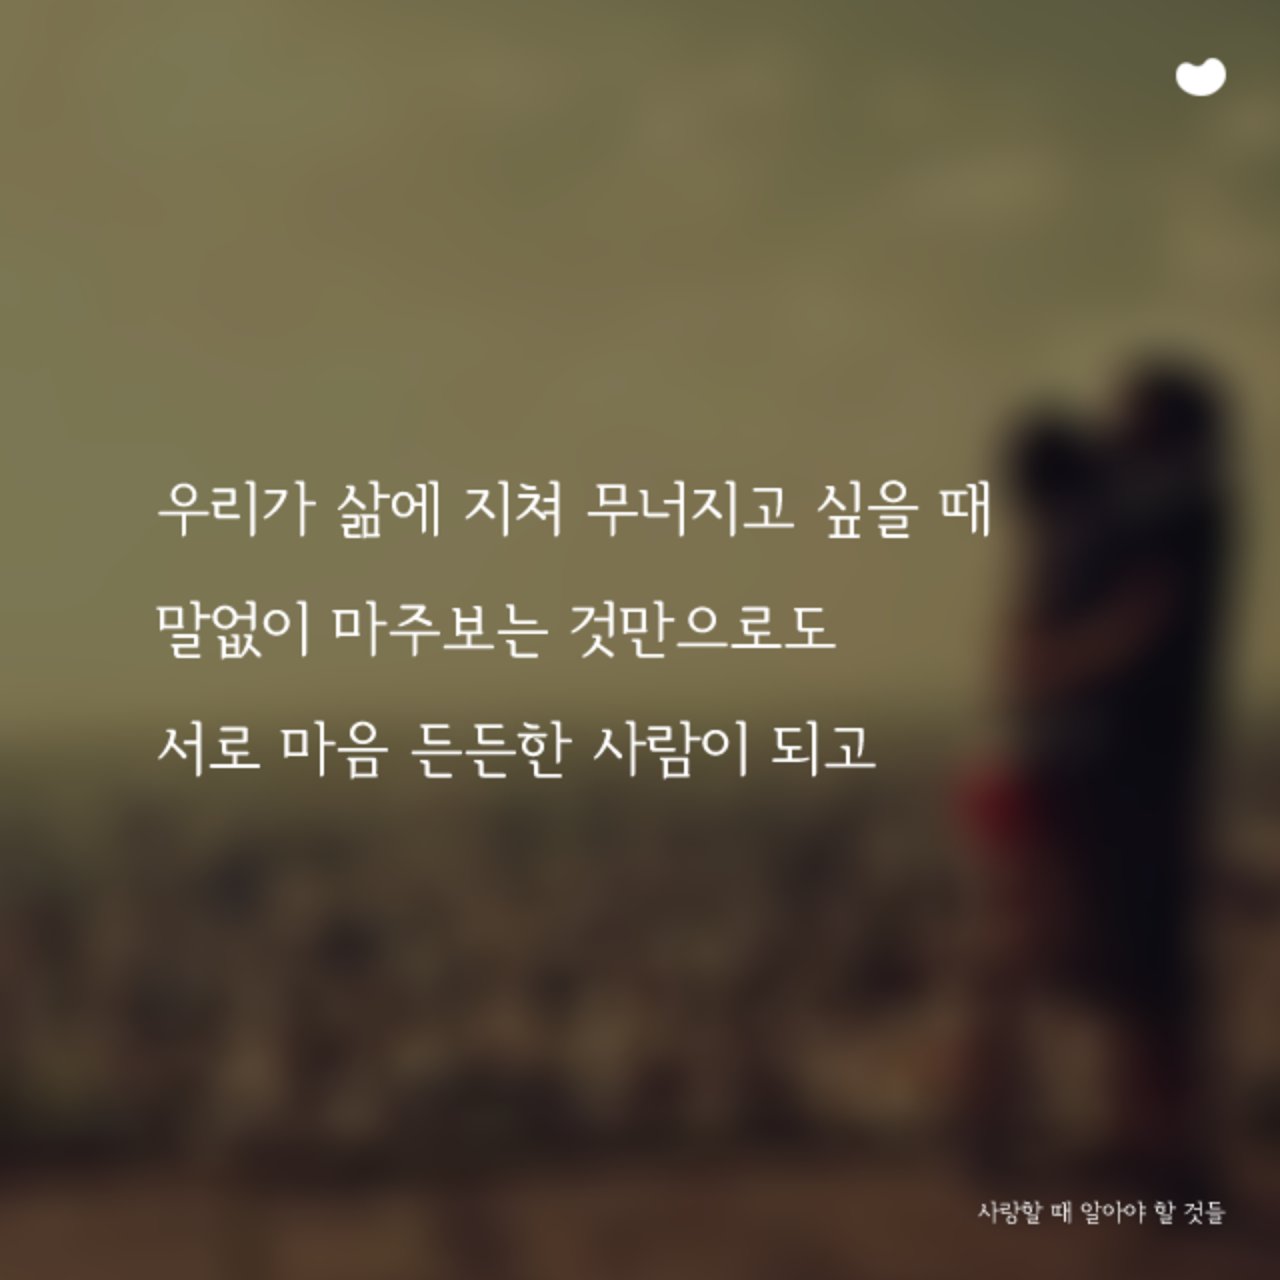 우리가 삶에 지쳐 무너지고 싶을 때
말없이 마주보는 것만으로도
서로 마음 든든한 사람이 되고
사랑할 때 알아야 할 것들